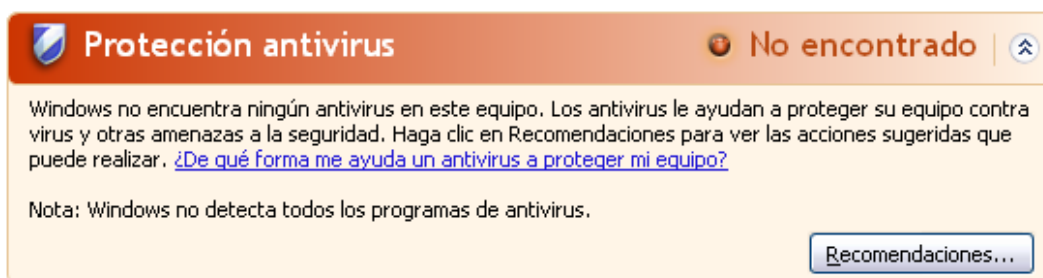 Protección antivirus
No encontrado
Windows no encuentra ningún antivirus en este equipo. Los antivirus le ayudan a proteger su equipo contra
virus y otras amenazas a la seguridad. Haga clic en Recomendaciones para ver las acciones sugeridas que
puede realizar. ¿De qué forma me ayuda un antivirus a proteger mi equipo?
Nota: Windows no detecta todos los programas de antivirus.
Recomendaciones...